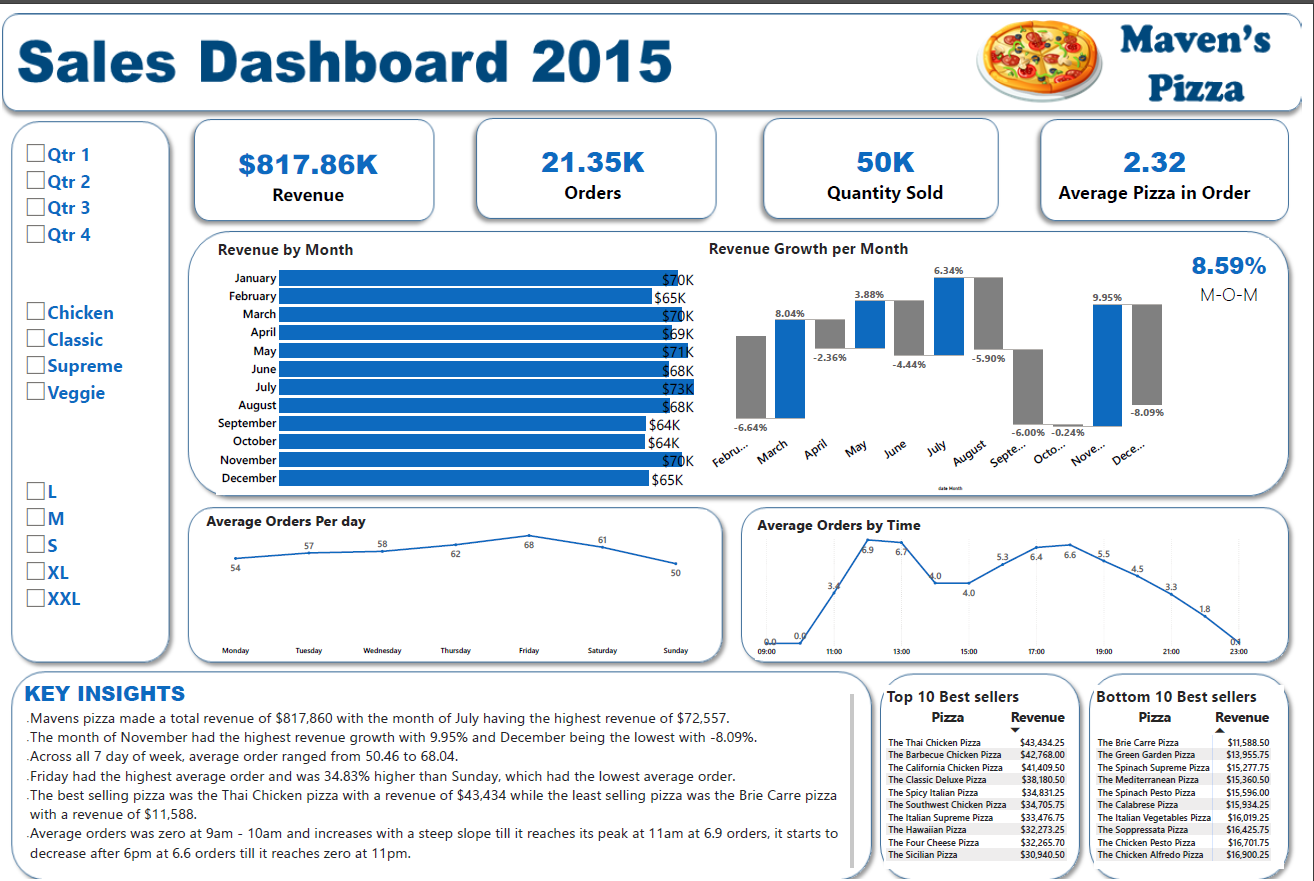 Sales Dashboard 2015
Maven's
Pizza
Qtr 1
Qtr 2
Qtr 3
Qtr 4
Chicken
Classic
Supreme
Veggie
L
M
S
XL
XXL
$817.86K
Revenue
21.35K
Orders
50K
Quantity Sold
2.32
Average Pizza in Order
Revenue by Month
January $70K
February $65K
March $70K
April $69K
May $71K
June $68K
July $73K
August $68K
September $64K
October $64K
November $70K
December $65K
Revenue Growth per Month
-6.64%
8.04%
-2.36%
3.88%
-4.44%
6.34%
-5.90%
-6.00%
-0.24%
9.95%
-8.09%
Febru...
March
April
May
June
July
August
Septe...
Octo...
Nove...
Dece...
date Month
8.59%
M-O-M
Average Orders Per day
54 57 58 62 68 61 50
Monday Tuesday Wednesday Thursday Friday Saturday Sunday
Average Orders by Time
0.0 0.0 3.4 6.9 6.7 4.0 4.0 5.3 6.4 6.6 5.5 4.5 3.3 1.8 0.1
09:00 11:00 13:00 15:00 17:00 19:00 21:00 23:00
KEY INSIGHTS
.Mavens pizza made a total revenue of $817,860 with the month of July having the highest revenue of $72,557.
.The month of November had the highest revenue growth with 9.95% and December being the lowest with -8.09%.
.Across all 7 day of week, average order ranged from 50.46 to 68.04.
.Friday had the highest average order and was 34.83% higher than Sunday, which had the lowest average order.
.The best selling pizza was the Thai Chicken pizza with a revenue of $43,434 while the least selling pizza was the Brie Carre pizza
with a revenue of $11,588.
.Average orders was zero at 9am - 10am and increases with a steep slope till it reaches its peak at 11am at 6.9 orders, it starts to
decrease after 6pm at 6.6 orders till it reaches zero at 11pm.
Top 10 Best sellers
Pizza Revenue
The Thai Chicken Pizza $43,434.25
The Barbecue Chicken Pizza $42,768.00
The California Chicken Pizza $41,409.50
The Classic Deluxe Pizza $38,180.50
The Spicy Italian Pizza $34,831.25
The Southwest Chicken Pizza $34,705.75
The Italian Supreme Pizza $33,476.75
The Hawaiian Pizza $32,273.25
The Four Cheese Pizza $32,265.70
The Sicilian Pizza $30,940.50
Bottom 10 Best sellers
Pizza Revenue
The Brie Carre Pizza $11,588.50
The Green Garden Pizza $13,955.75
The Spinach Supreme Pizza $15,277.75
The Mediterranean Pizza $15,360.50
The Spinach Pesto Pizza $15,596.00
The Calabrese Pizza $15,934.25
The Italian Vegetables Pizza $16,019.25
The Soppressata Pizza $16,425.75
The Chicken Pesto Pizza $16,701.75
The Chicken Alfredo Pizza $16,900.25